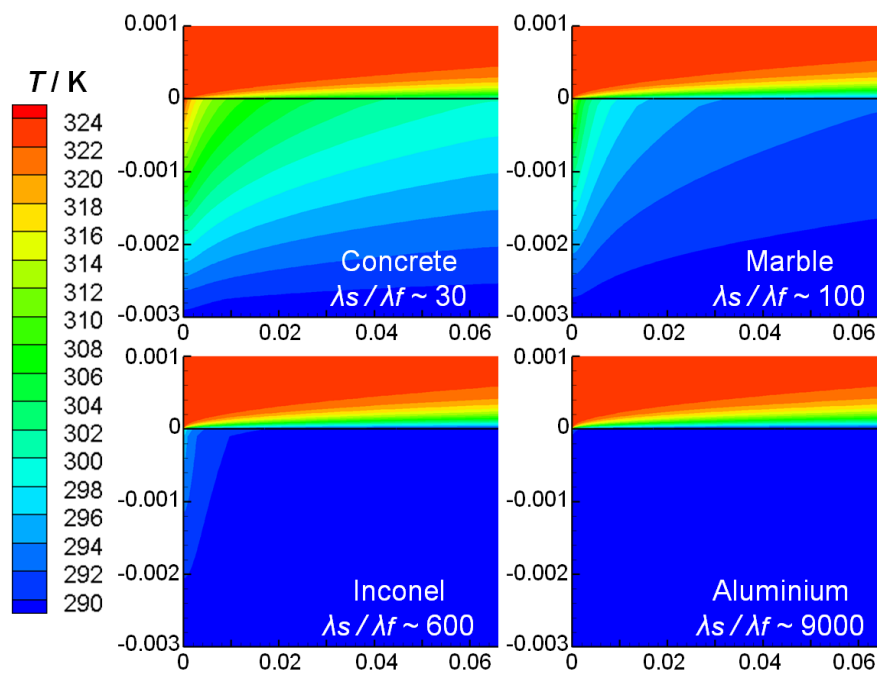 T / K
324
322
320
318
316
314
312
310
308
306
304
302
300
298
296
294
292
290
0.001
0
-0.001
-0.002
-0.003
0 0.02 0.04 0.06
Concrete
λs / λf ~ 30
0.001
0
-0.001
-0.002
-0.003
0 0.02 0.04 0.06
Marble
λs / λf ~ 100
0.001
0
-0.001
-0.002
-0.003
0 0.02 0.04 0.06
Inconel
λs / λf ~ 600
0.001
0
-0.001
-0.002
-0.003
0 0.02 0.04 0.06
Aluminium
λs / λf ~ 9000